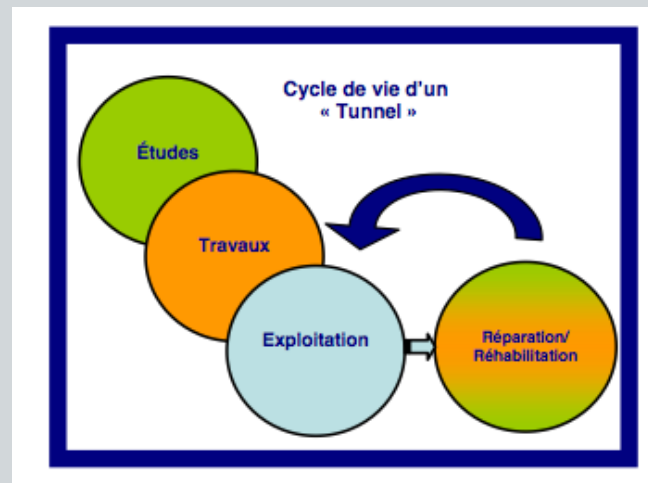 Cycle de vie d'un
« Tunnel »
Études
Travaux
Exploitation
Réparation/
Réhabilitation